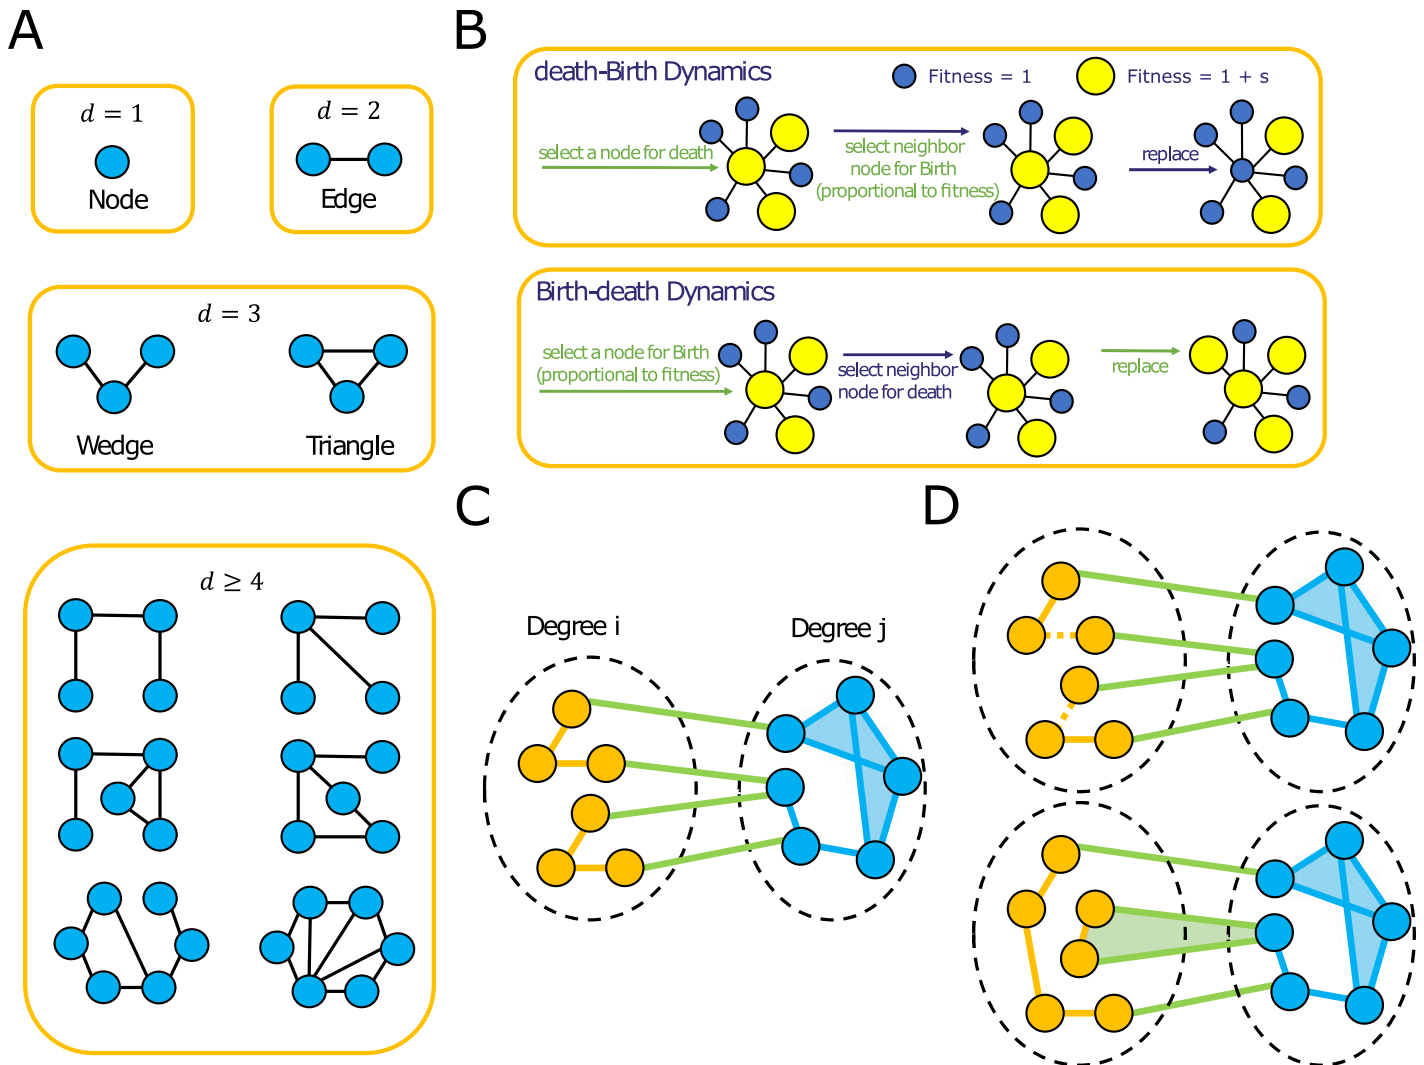 A
d = 1
Node
d = 2
Edge
d = 3
Wedge
Triangle
d ≥ 4
B
death-Birth Dynamics
Fitness = 1
Fitness = 1 + s
select a node for death
select neighbor
node for Birth
(proportional to fitness)
replace
Birth-death Dynamics
select a node for Birth
(proportional to fitness)
select neighbor
node for death
replace
C
Degree i
Degree j
D